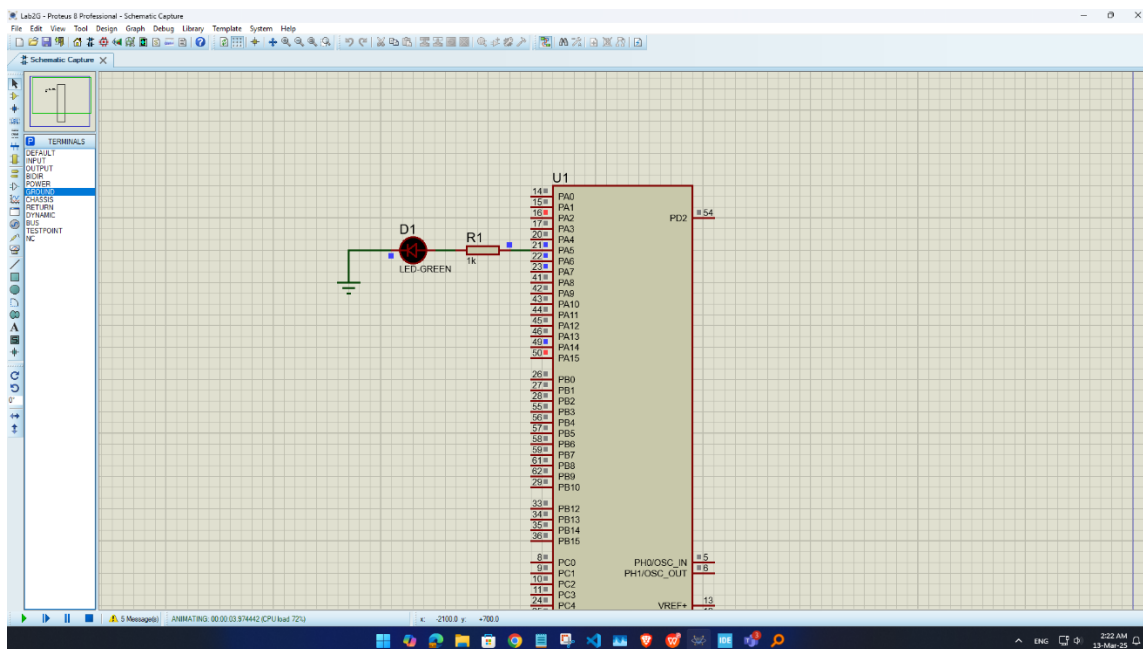 Lab2G - Proteus 8 Professional - Schematic Capture
File Edit View Tool Design Graph Debug Library Template System Help
Schematic Capture
P TERMINALS
DEFAULT
INPUT
OUTPUT
BIDIR
POWER
GROUND
CHASSIS
RETURN
DYNAMIC
BUS
TESTPOINT
NC
A
0°
U1
14 PA0
15 PA1
16 PA2 PD2 54
17 PA3
20 PA4
21 PA5
22 PA6
23 PA7
41 PA8
42 PA9
43 PA10
44 PA11
45 PA12
46 PA13
49 PA14
50 PA15
D1
LED-GREEN
R1
1k
26 PB0
27 PB1
28 PB2
55 PB3
56 PB4
57 PB5
58 PB6
59 PB7
61 PB8
62 PB9
29 PB10
33 PB12
34 PB13
35 PB14
36 PB15
8 PC0 PH0/OSC_IN 5
9 PC1 PH1/OSC_OUT 6
10 PC2
11 PC3
24 PC4 VREF+ 13
5 Message(s) ANIMATING: 00:00:03.974442 (CPU load 72%) x: -2100.0 y: +700.0
IDE
ENG 2:22 AM
13-Mar-25